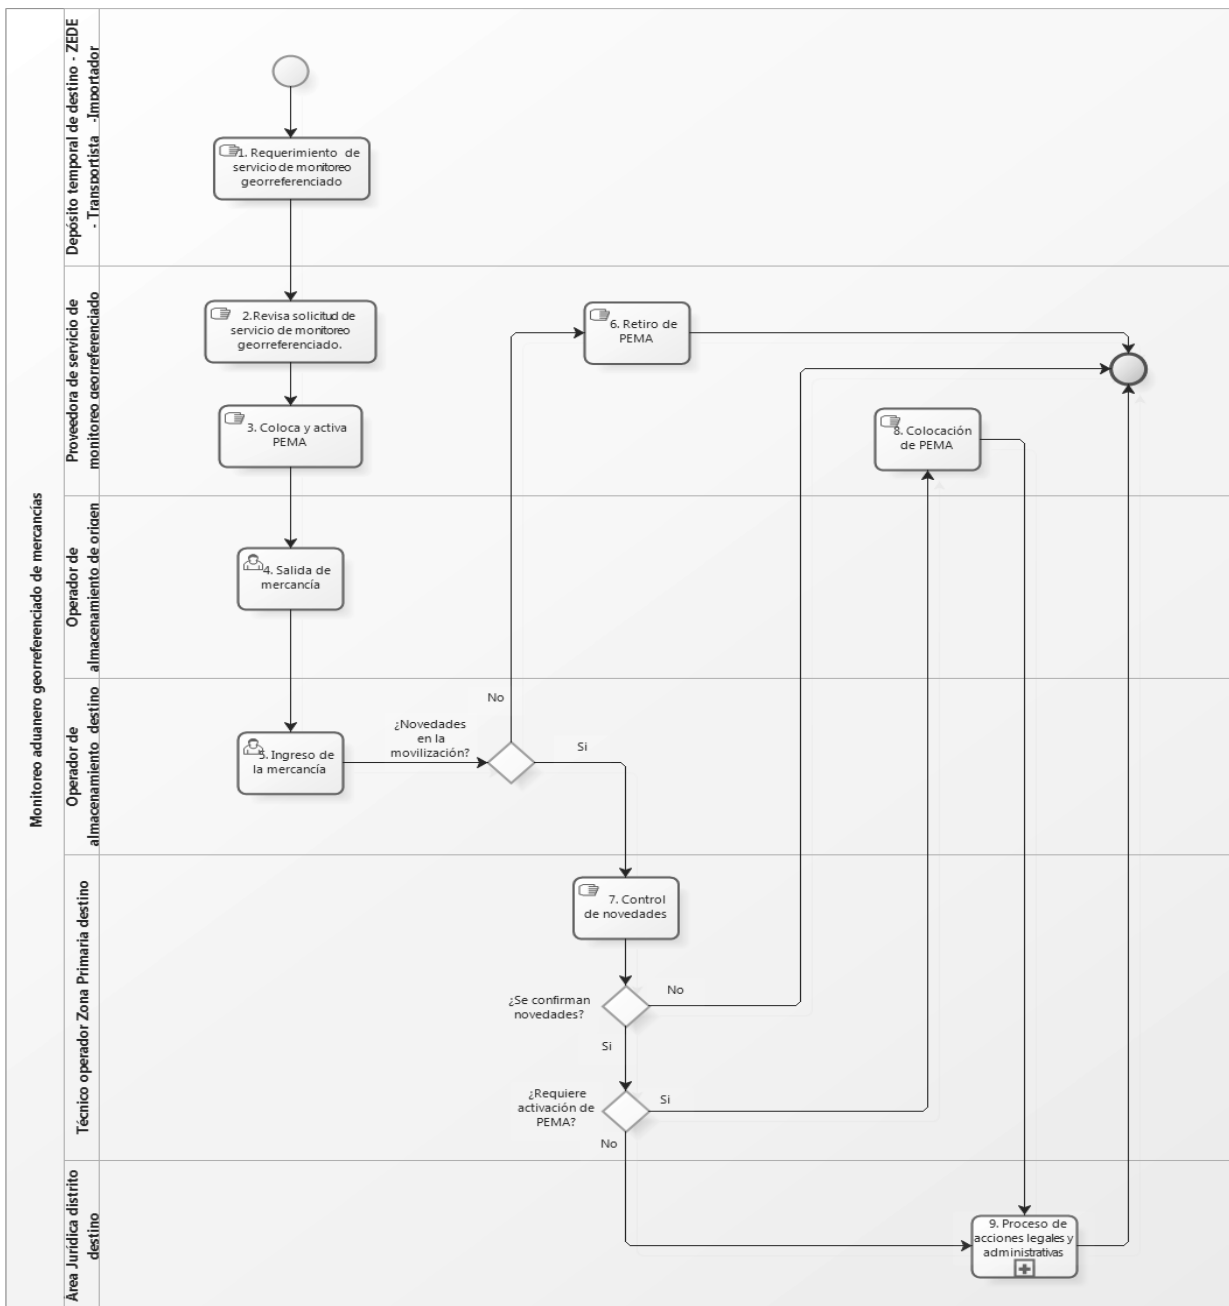 Monitoreo aduanero georreferenciado de mercancías
Depósito temporal de destino - ZEDE
- Transportista -Importador
1. Requerimiento de
servicio de monitoreo
georreferenciado
Proveedora de servicio de
monitoreo georreferenciado
2.Revisa solicitud de
servicio de monitoreo
georreferenciado.
3. Coloca y activa
PEMA
6. Retiro de
PEMA
8. Colocación
de PEMA
Operador de
almacenamiento de origen
4. Salida de
mercancía
Operador de
almacenamiento destino
5. Ingreso de
la mercancía
¿Novedades
en la
movilización?
No
Si
Técnico operador Zona Primaria destino
7. Control
de novedades
¿Se confirman
novedades?
No
Si
¿Requiere
activación de
PEMA?
Si
No
Área Jurídica distrito
destino
9. Proceso de
acciones legales y
administrativas